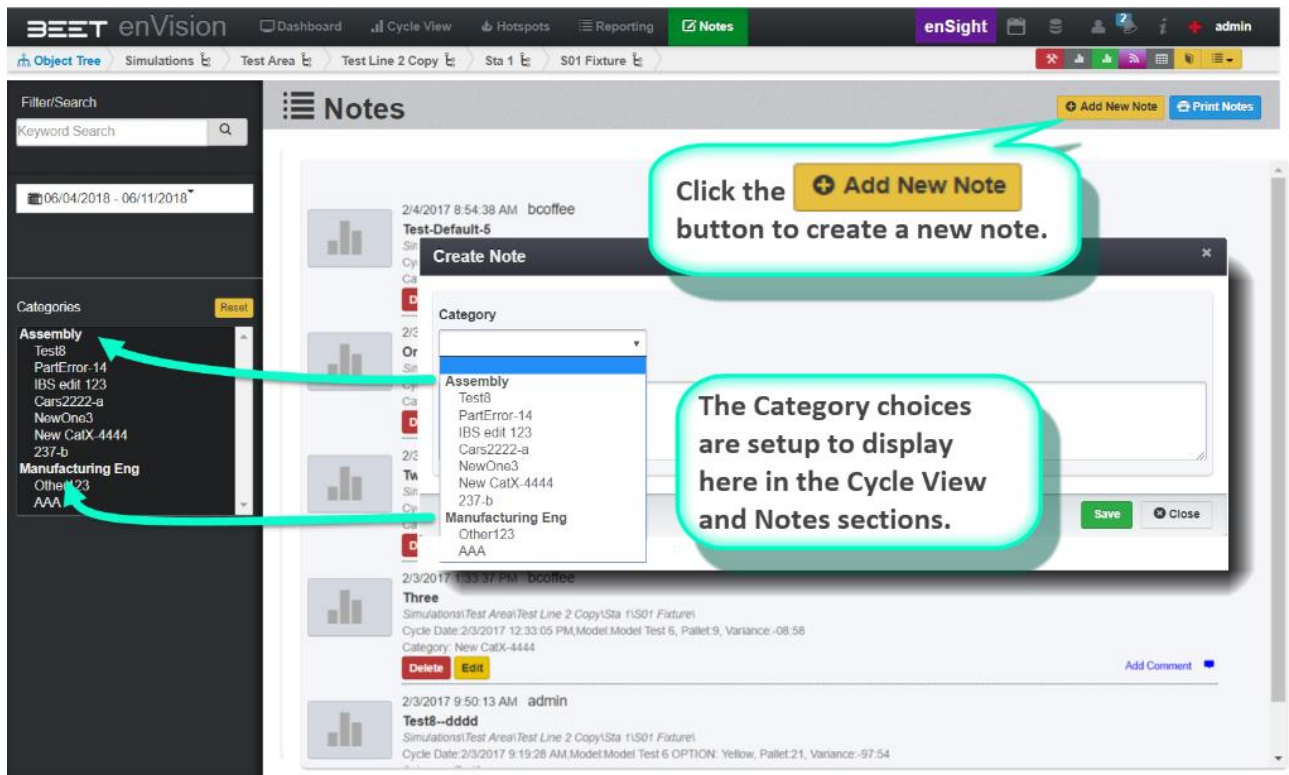 BEET enVision
Dashboard
Cycle View
Hotspots
Reporting
Notes
enSight
2
i
admin
Object Tree
Simulations
Test Area
Test Line 2 Copy
Sta 1
S01 Fixture
Filter/Search
Keyword Search
06/04/2018 - 06/11/2018
Categories
Reset
Assembly
Test8
PartError-14
IBS edit 123
Cars2222-a
NewOne3
New CatX-4444
237-b
Manufacturing Eng
Other123
AAA
Notes
Add New Note
Print Notes
Click the Add New Note
button to create a new note.
2/4/2017 8:54:38 AM bcoffee
Test-Default-5
Create Note
×
Category
Assembly
Test8
PartError-14
IBS edit 123
Cars2222-a
NewOne3
New CatX-4444
237-b
Manufacturing Eng
Other123
AAA
The Category choices
are setup to display
here in the Cycle View
and Notes sections.
Save
Close
2/3/2017 1:33:37 PM bcoffee
Three
Simulations\Test Area\Test Line 2 Copy\Sta 1\S01 Fixture\
Cycle Date:2/3/2017 12:33:05 PM,Model:Model Test 6, Pallet:9, Variance:-08:58
Category: New CatX-4444
Delete
Edit
Add Comment
2/3/2017 9:50:13 AM admin
Test8--dddd
Simulations\Test Area\Test Line 2 Copy\Sta 1\S01 Fixture\
Cycle Date:2/3/2017 9:19:28 AM,Model:Model Test 6 OPTION: Yellow, Pallet:21, Variance:-97:54